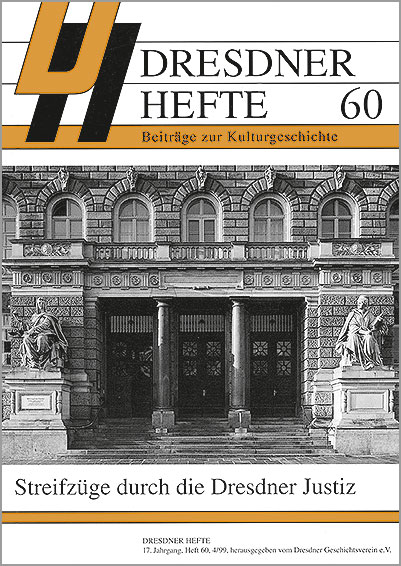 DRESDNER
HEFTE 60
Beiträge zur Kulturgeschichte
Streifzüge durch die Dresdner Justiz
DRESDNER HEFTE
17. Jahrgang, Heft 60, 4/99, herausgegeben vom Dresdner Geschichtsverein e.V.